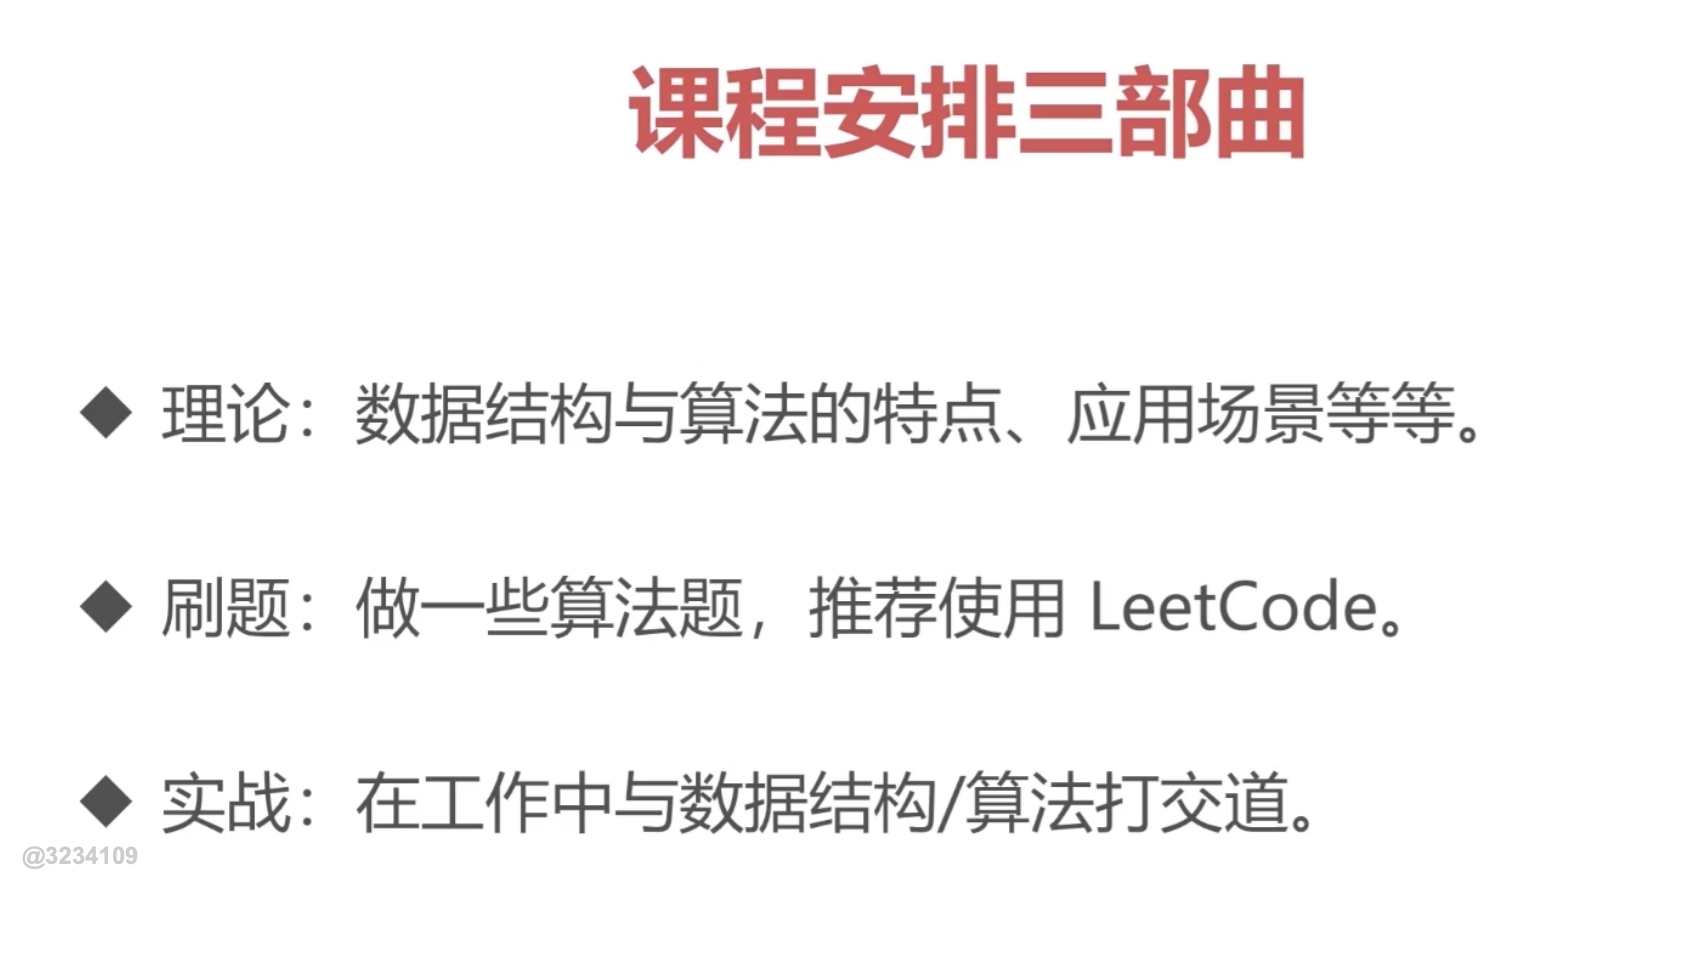 课程安排三部曲
◆ 理论：数据结构与算法的特点、应用场景等等。
◆ 刷题：做一些算法题，推荐使用 LeetCode。
◆ 实战：在工作中与数据结构/算法打交道。
@3234109